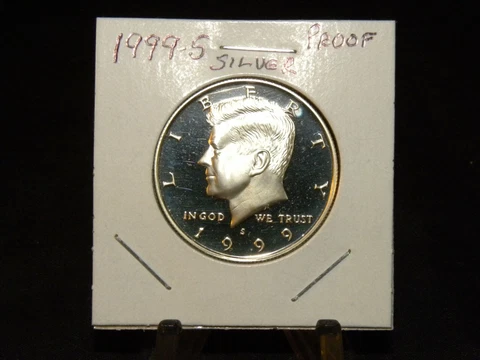 1999-S PROOF
SILVER
LIBERTY
IN GOD WE TRUST
S
1999